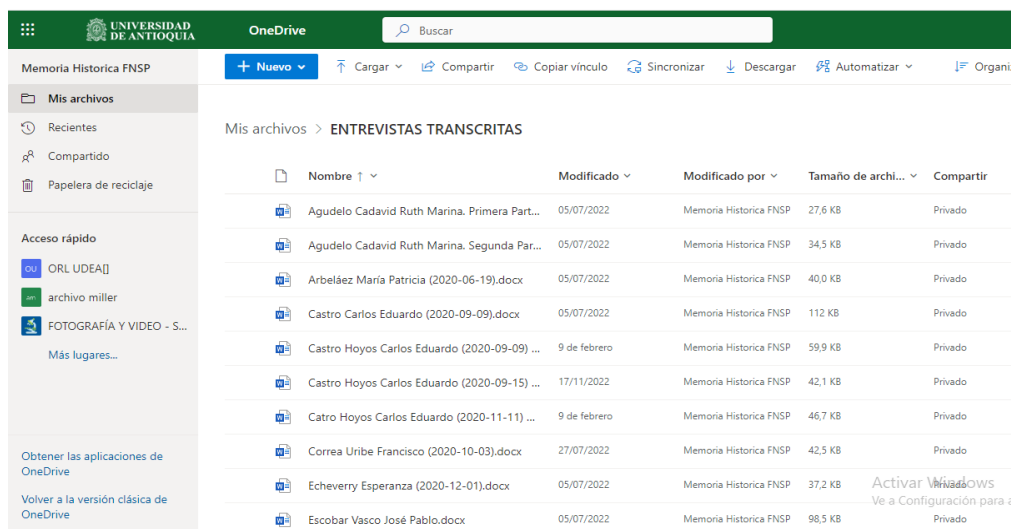 UNIVERSIDAD
DE ANTIOQUIA
OneDrive
Buscar
Memoria Historica FNSP
Nuevo
Cargar
Compartir
Copiar vínculo
Sincronizar
Descargar
Automatizar
Organi
Mis archivos
Recientes
Compartido
Papelera de reciclaje
Acceso rápido
OU ORL UDEA[]
am archivo miller
FOTOGRAFÍA Y VIDEO - S...
Más lugares...
Obtener las aplicaciones de
OneDrive
Volver a la versión clásica de
OneDrive
Mis archivos > ENTREVISTAS TRANSCRITAS
Nombre Modificado Modificado por Tamaño de archi... Compartir
Agudelo Cadavid Ruth Marina. Primera Part... 05/07/2022 Memoria Historica FNSP 27,6 KB Privado
Agudelo Cadavid Ruth Marina. Segunda Par... 05/07/2022 Memoria Historica FNSP 34,5 KB Privado
Arbeláez María Patricia (2020-06-19).docx 05/07/2022 Memoria Historica FNSP 40,0 KB Privado
Castro Carlos Eduardo (2020-09-09).docx 05/07/2022 Memoria Historica FNSP 112 KB Privado
Castro Hoyos Carlos Eduardo (2020-09-09) ... 9 de febrero Memoria Historica FNSP 59,9 KB Privado
Castro Hoyos Carlos Eduardo (2020-09-15) ... 17/11/2022 Memoria Historica FNSP 42,1 KB Privado
Catro Hoyos Carlos Eduardo (2020-11-11) ... 9 de febrero Memoria Historica FNSP 46,7 KB Privado
Correa Uribe Francisco (2020-10-03).docx 27/07/2022 Memoria Historica FNSP 42,5 KB Privado
Echeverry Esperanza (2020-12-01).docx 05/07/2022 Memoria Historica FNSP 37,2 KB Privado
Escobar Vasco José Pablo.docx 05/07/2022 Memoria Historica FNSP 98,5 KB Privado
Activar Windows
Ve a Configuración para a